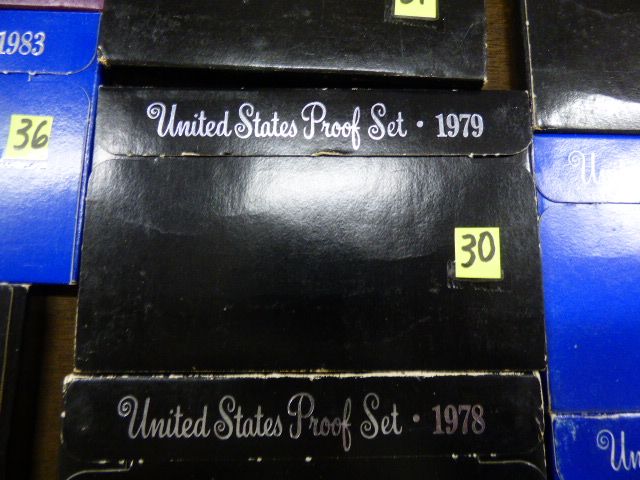 1983
36
United States Proof Set · 1979
30
United States Proof Set · 1978